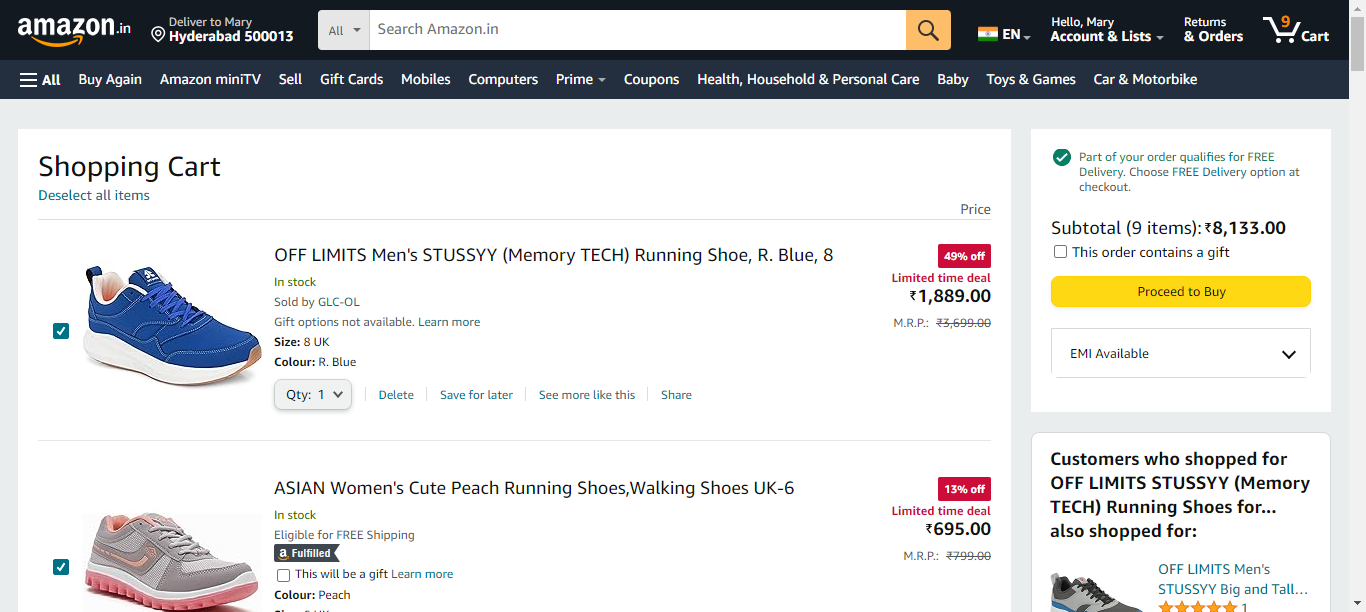 amazon.in
Deliver to Mary
Hyderabad 500013
All
Search Amazon.in
EN
Hello, Mary
Account & Lists
Returns
& Orders
9
Cart
All
Buy Again
Amazon miniTV
Sell
Gift Cards
Mobiles
Computers
Prime
Coupons
Health, Household & Personal Care
Baby
Toys & Games
Car & Motorbike
Shopping Cart
Deselect all items
Price
OFF LIMITS Men's STUSSYY (Memory TECH) Running Shoe, R. Blue, 8
In stock
Sold by GLC-OL
Gift options not available. Learn more
Size: 8 UK
Colour: R. Blue
Qty: 1
Delete
Save for later
See more like this
Share
49% off
Limited time deal
₹1,889.00
M.R.P.: ₹3,699.00
ASIAN Women's Cute Peach Running Shoes,Walking Shoes UK-6
In stock
Eligible for FREE Shipping
a Fulfilled
This will be a gift Learn more
Colour: Peach
13% off
Limited time deal
₹695.00
M.R.P.: ₹799.00
Part of your order qualifies for FREE
Delivery. Choose FREE Delivery option at
checkout.
Subtotal (9 items): ₹8,133.00
This order contains a gift
Proceed to Buy
EMI Available
Customers who shopped for
OFF LIMITS STUSSYY (Memory
TECH) Running Shoes for...
also shopped for:
OFF LIMITS Men's
STUSSYY Big and Tall...
1